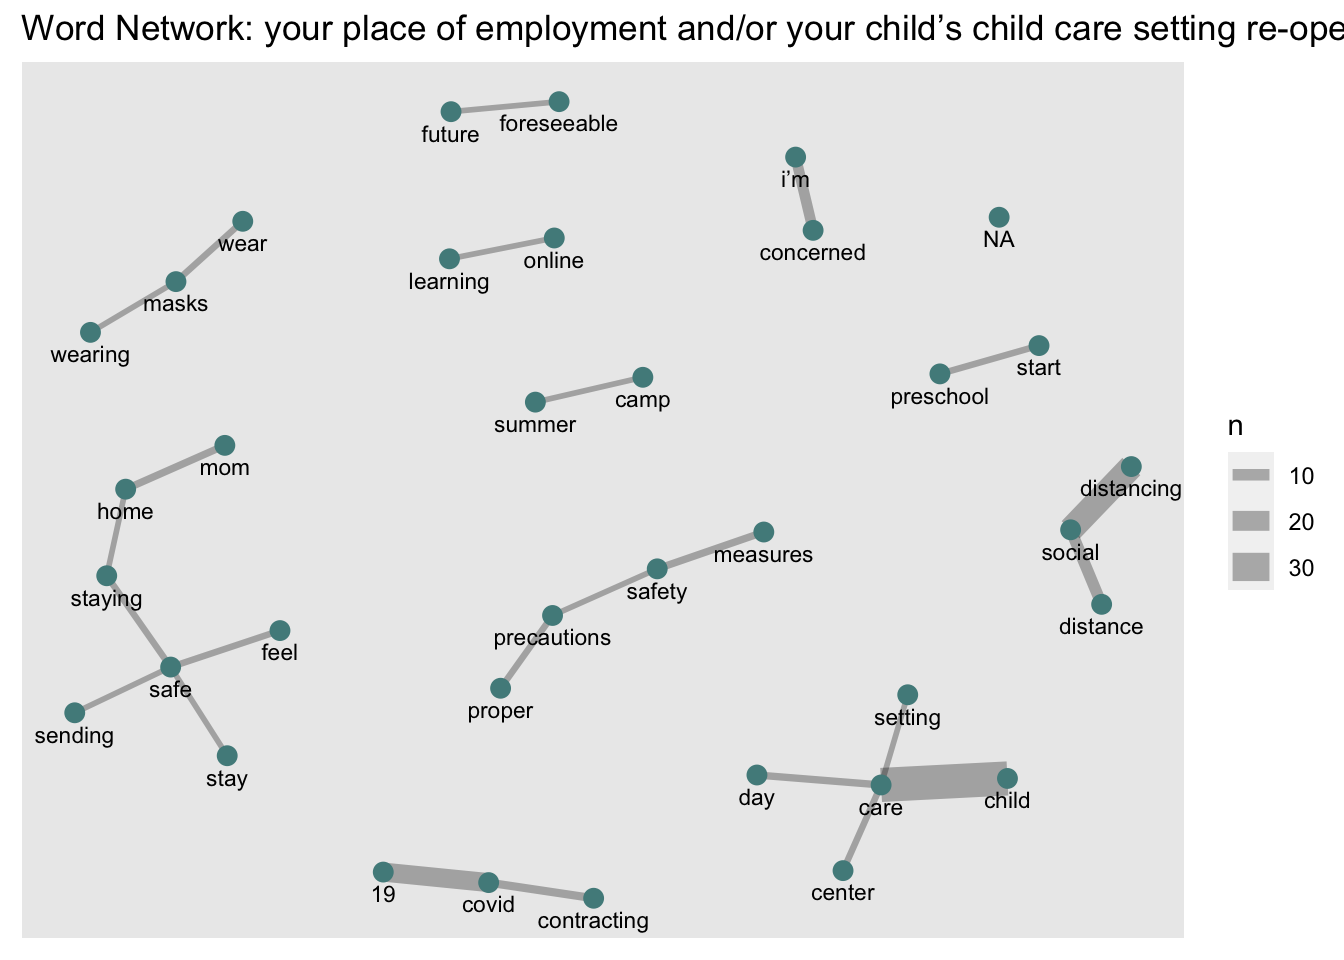 Word Network: your place of employment and/or your child’s child care setting re-ope
future
foreseeable
i’m
wear
NA
concerned
online
learning
masks
wearing
start
preschool
camp
summer
n
mom
10
distancing
home
20
social
measures
30
safety
staying
distance
precautions
feel
safe
proper
setting
sending
stay
day
child
care
center
19
covid
contracting